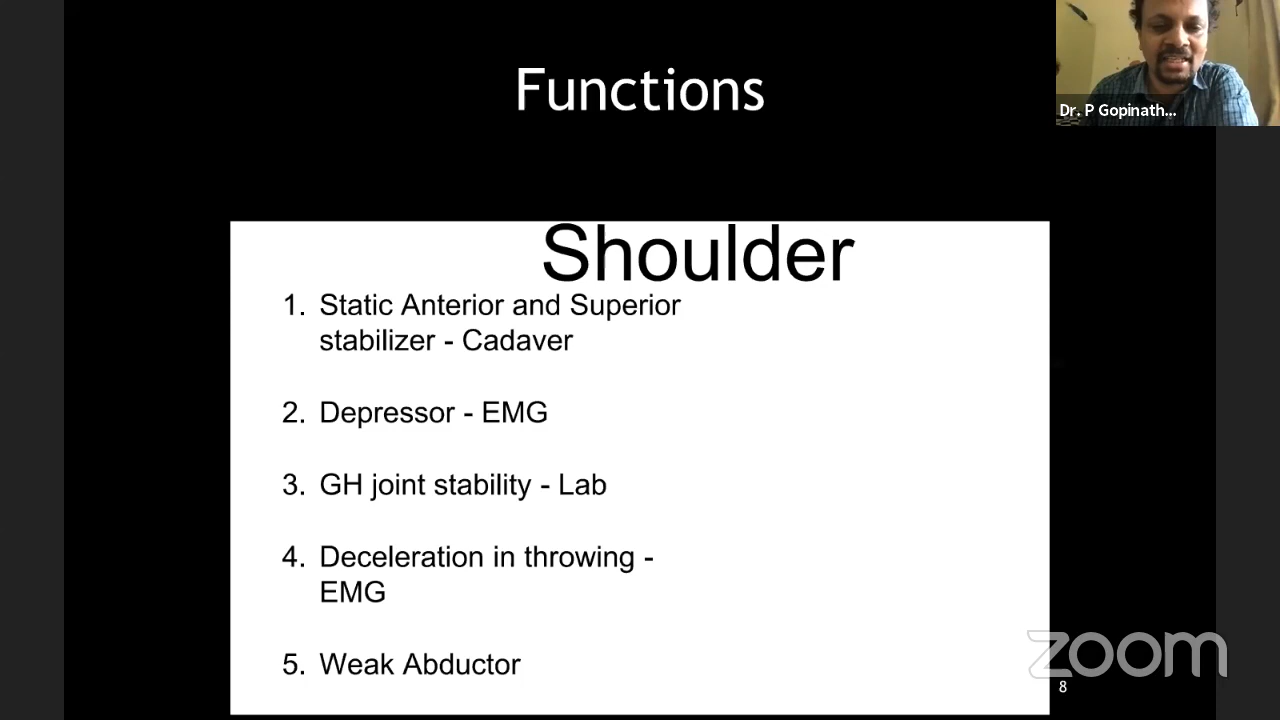 Functions
Dr. P Gopinath...
Shoulder
1. Static Anterior and Superior
stabilizer - Cadaver
2. Depressor - EMG
3. GH joint stability - Lab
4. Deceleration in throwing -
EMG
5. Weak Abductor
zoom
8